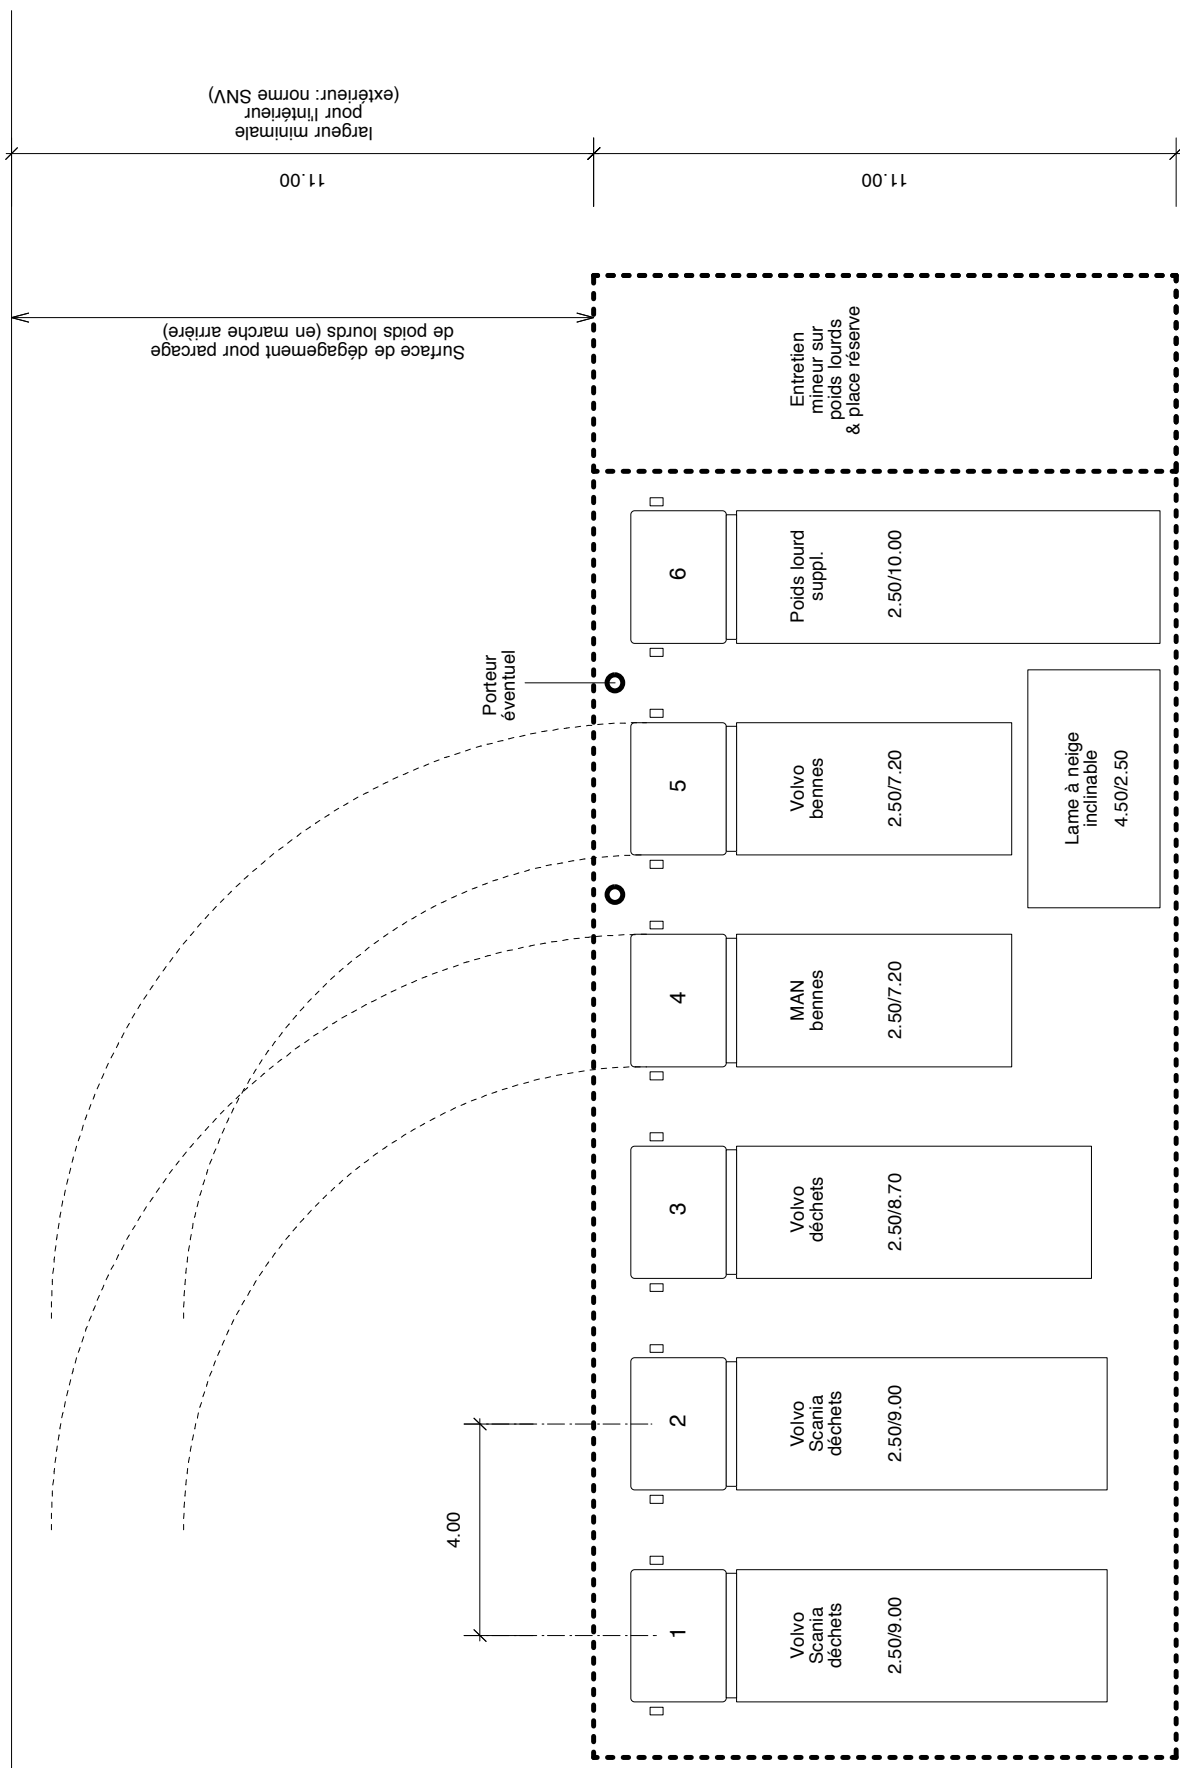 largeur minimale
pour l'intérieur
(extérieur: norme SNV)
11.00
11.00
Surface de dégagement pour parcage
de poids lourds (en marche arrière)
Entretien
mineur sur
poids lourds
& place réserve
Porteur
éventuel
4.00
1
Volvo
Scania
déchets
2.50/9.00
2
Volvo
Scania
déchets
2.50/9.00
3
Volvo
déchets
2.50/8.70
4
MAN
bennes
2.50/7.20
5
Volvo
bennes
2.50/7.20
6
Poids lourd
suppl.
2.50/10.00
Lame à neige
inclinable
4.50/2.50